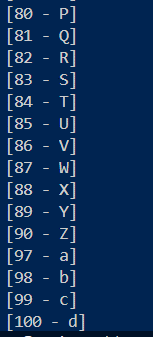 [80 - P]
[81 - Q]
[82 - R]
[83 - S]
[84 - T]
[85 - U]
[86 - V]
[87 - W]
[88 - X]
[89 - Y]
[90 - Z]
[97 - a]
[98 - b]
[99 - c]
[100 - d]